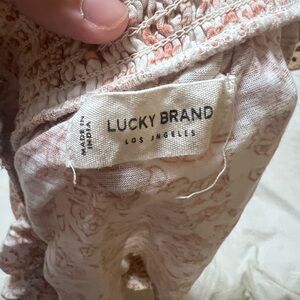 MADE IN
INDIA
LUCKY BRAND
LOS ANGELES